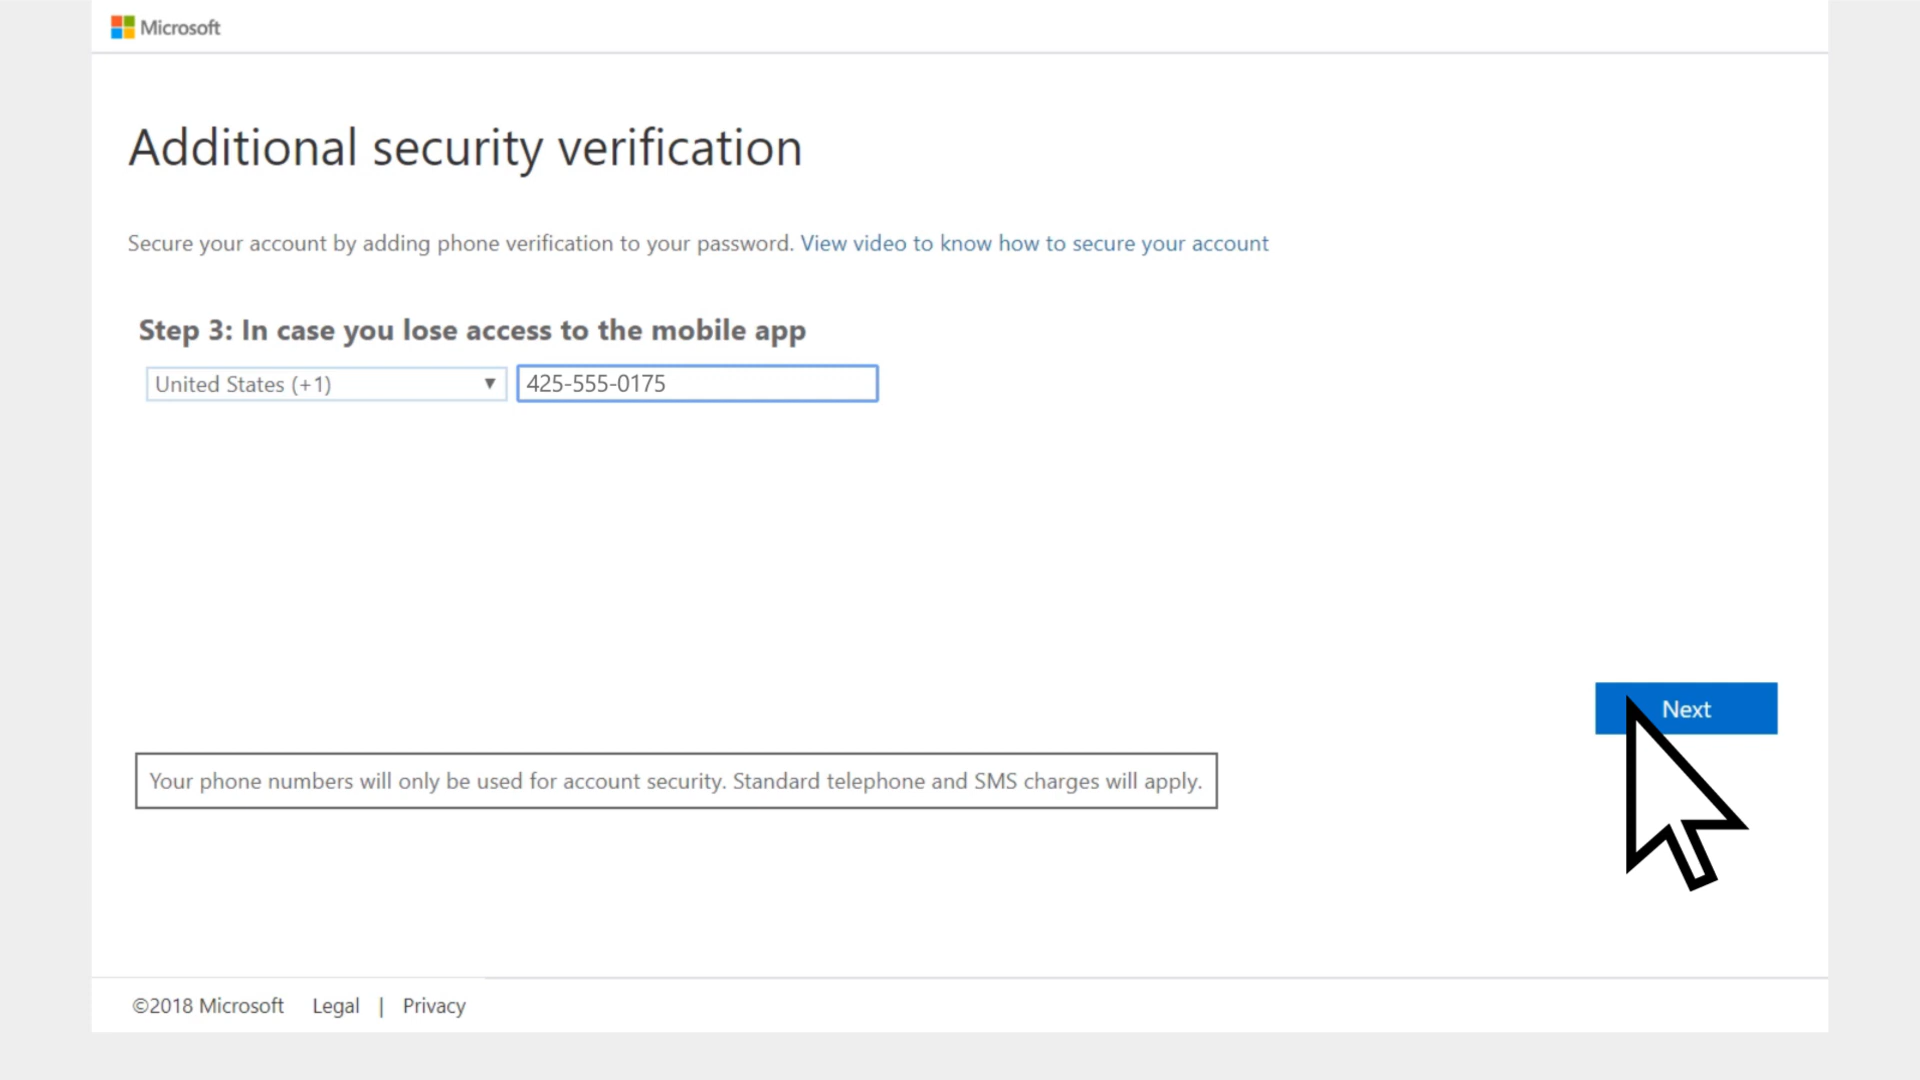 Microsoft
Additional security verification
Secure your account by adding phone verification to your password. View video to know how to secure your account
Step 3: In case you lose access to the mobile app
United States (+1) 425-555-0175
Next
Your phone numbers will only be used for account security. Standard telephone and SMS charges will apply.
©2018 Microsoft Legal | Privacy